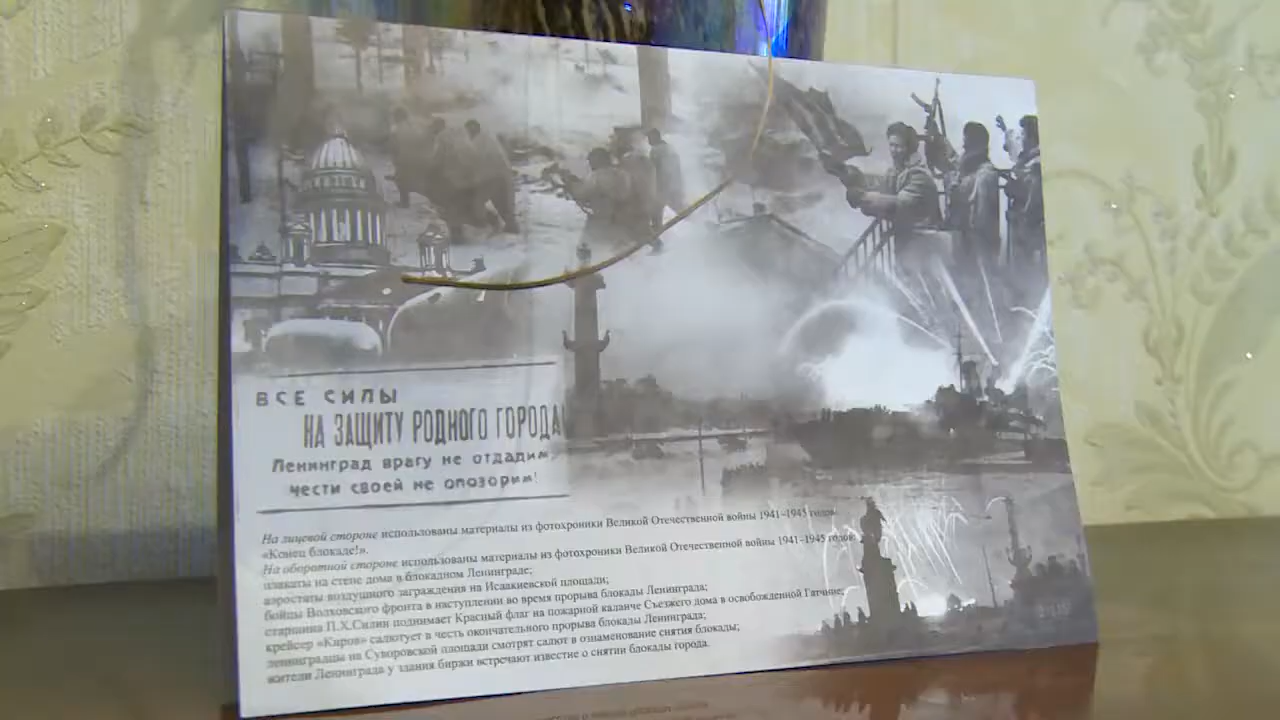 ВСЕ СИЛЫ
НА ЗАЩИТУ РОДНОГО ГОРОДА!
Ленинград врагу не отдадим,
чести своей не опозорим!
На лицевой стороне использованы материалы из фотохроники Великой Отечественной войны 1941–1945 годов
«Конец блокаде!».
На оборотной стороне использованы материалы из фотохроники Великой Отечественной войны 1941–1945 годов:
плакаты на стене дома в блокадном Ленинграде;
аэростаты воздушного заграждения на Исаакиевской площади;
бойцы Волховского фронта в наступлении во время прорыва блокады Ленинграда;
старшина П.Х.Силин поднимает Красный флаг на пожарной каланче Съезжего дома в освобожденной Гатчине;
крейсер «Киров» салютует в честь окончательного прорыва блокады Ленинграда;
ленинградцы на Суворовской площади смотрят салют в ознаменование снятия блокады;
жители Ленинграда у здания биржи встречают известие о снятии блокады города.